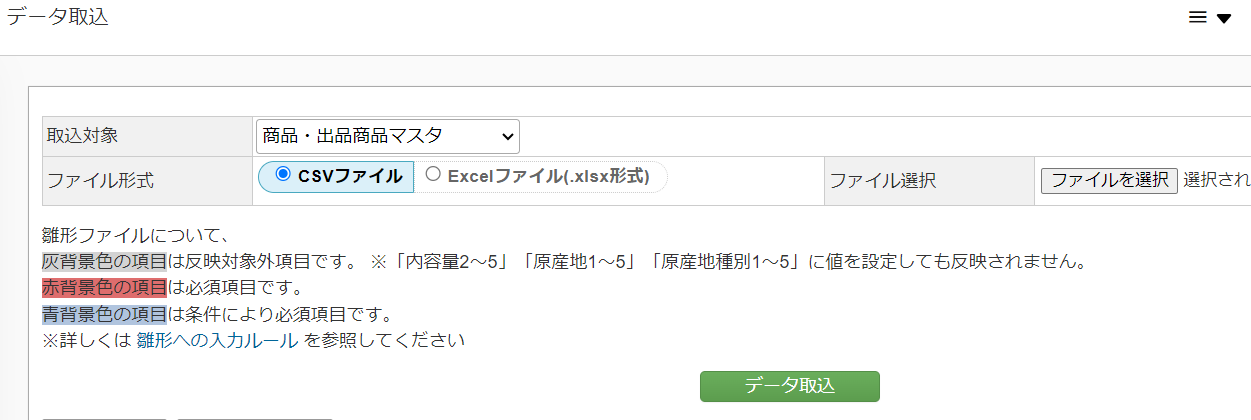 データ取込
取込対象 商品・出品商品マスタ
ファイル形式 CSVファイル Excelファイル(.xlsx形式) ファイル選択 ファイルを選択 選択され
雛形ファイルについて、
灰背景色の項目は反映対象外項目です。 ※「内容量2～5」「原産地1～5」「原産地種別1～5」に値を設定しても反映されません。
赤背景色の項目は必須項目です。
青背景色の項目は条件により必須項目です。
※詳しくは 雛形への入力ルール を参照してください
データ取込